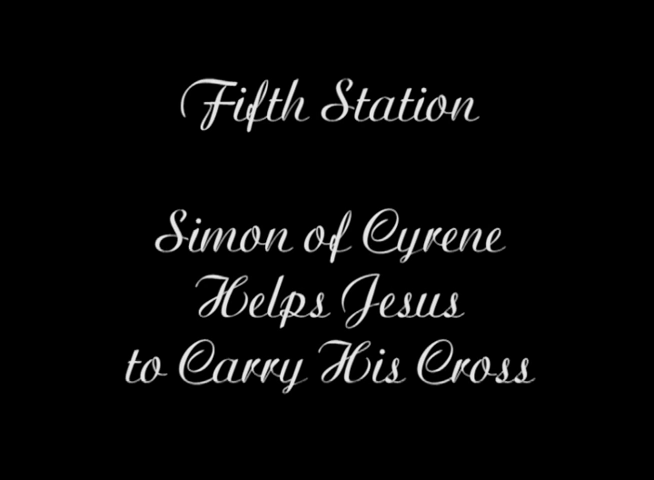 Fifth Station
Simon of Cyrene
Helps Jesus
to Carry His Cross